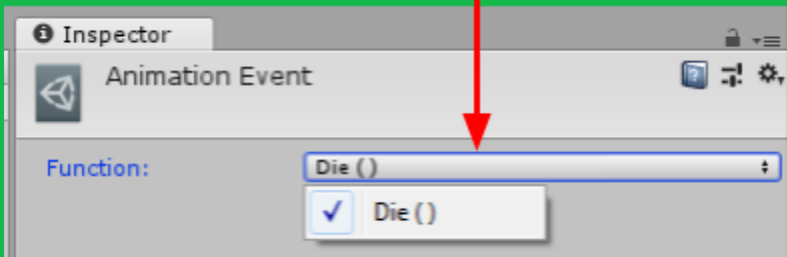 Inspector
Animation Event
Function:
Die ()
Die ()